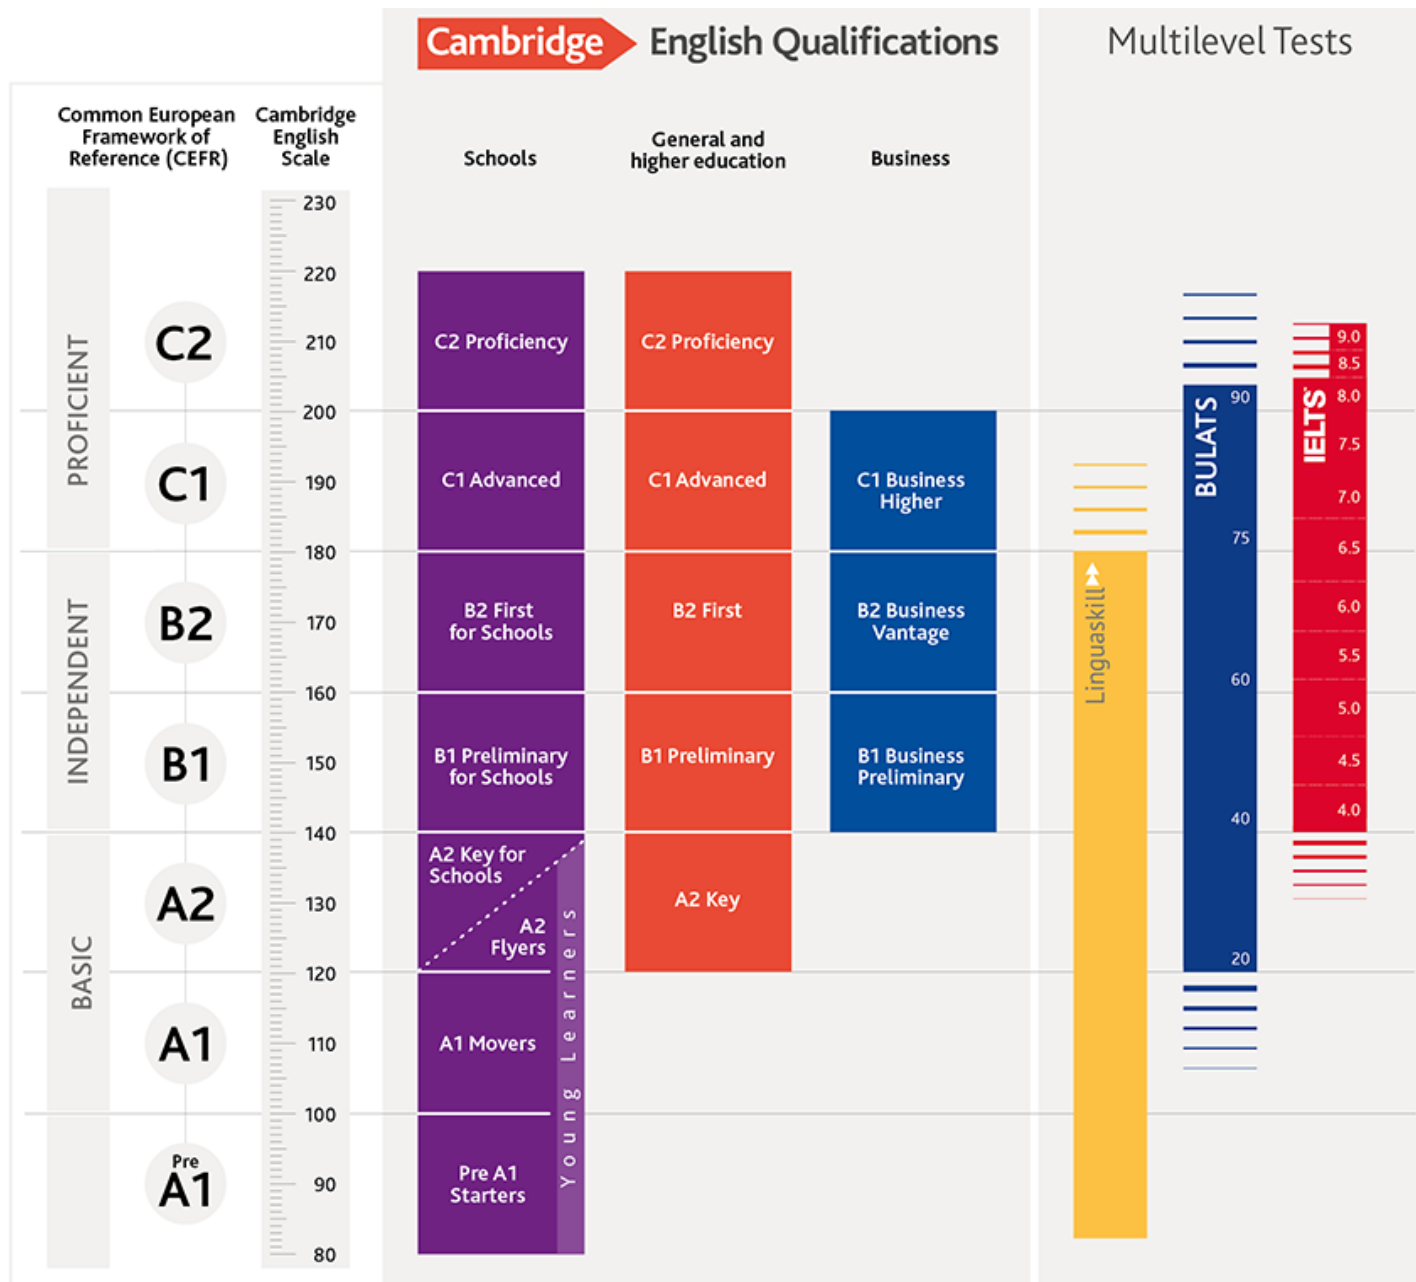 Cambridge English Qualifications
Multilevel Tests
Common European
Framework of
Reference (CEFR)
Cambridge
English
Scale
Schools
General and
higher education
Business
PROFICIENT
INDEPENDENT
BASIC
C2
C1
B2
B1
A2
A1
Pre
A1
230
220
210
200
190
180
170
160
150
140
130
120
110
100
90
80
C2 Proficiency
C1 Advanced
B2 First
for Schools
B1 Preliminary
for Schools
A2 Key for
Schools
A2
Flyers
A1 Movers
Pre A1
Starters
Young Learners
C2 Proficiency
C1 Advanced
B2 First
B1 Preliminary
A2 Key
C1 Business
Higher
B2 Business
Vantage
B1 Business
Preliminary
Linguaskill
BULATS
90
75
60
40
20
IELTS
9.0
8.5
8.0
7.5
7.0
6.5
6.0
5.5
5.0
4.5
4.0